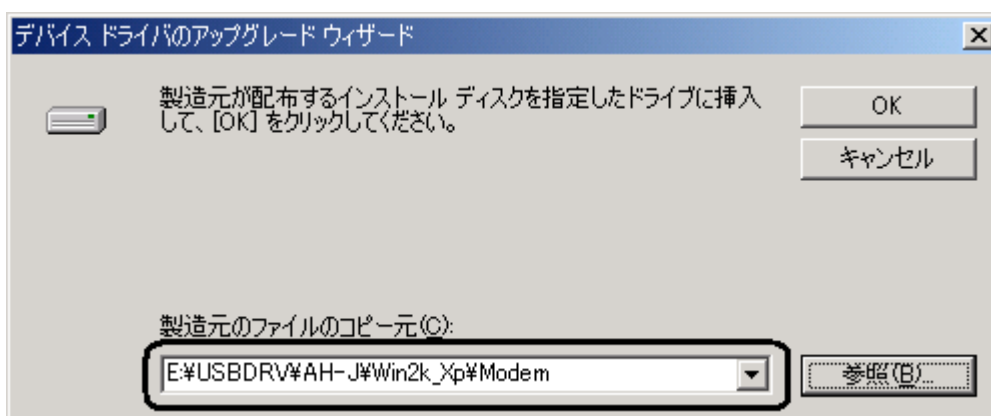 デバイス ドライバのアップグレード ウィザード
製造元が配布するインストール ディスクを指定したドライブに挿入
して、[OK] をクリックしてください。
OK
キャンセル
製造元のファイルのコピー元(C):
E:¥USBDRV¥AH-J¥Win2k_Xp¥Modem
参照(B)...